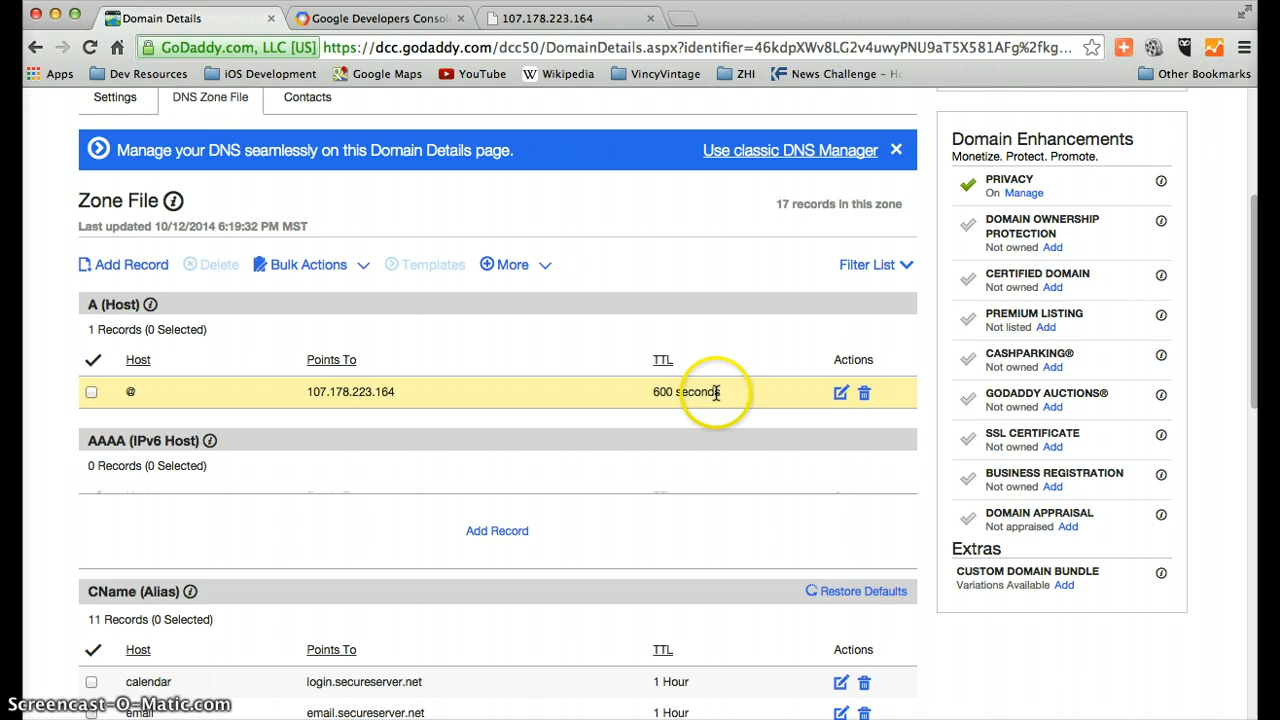 Domain Details
Google Developers Conso
107.178.223.164
GoDaddy.com, LLC [US] https://dcc.godaddy.com/dc50/DomainDetails.aspx?identifier=46kdpXWv8LG2v4uwyPNU9aT5X581AFg%2fkg...
Apps Dev Resources iOS Development Google Maps YouTube Wikipedia VincyVintage ZHI News Challenge – Ho Other Bookmarks
Settings DNS Zone File Contacts
Manage your DNS seamlessly on this Domain Details page. Use classic DNS Manager
Zone File
17 records in this zone
Last updated 10/12/2014 6:19:32 PM MST
Add Record Delete Bulk Actions Templates More Filter List
A (Host)
1 Records (0 Selected)
Host Points To TTL Actions
@ 107.178.223.164 600 seconds
AAAA (IPv6 Host)
0 Records (0 Selected)
Host Points To TTL
Add Record
CName (Alias) Restore Defaults
11 Records (0 Selected)
Host Points To TTL Actions
calendar login.secureserver.net 1 Hour
email email.secureserver.net 1 Hour
Domain Enhancements
Monetize. Protect. Promote.
PRIVACY
On Manage
DOMAIN OWNERSHIP
PROTECTION
Not owned Add
CERTIFIED DOMAIN
Not owned Add
PREMIUM LISTING
Not listed Add
CASHPARKING®
Not owned Add
GODADDY AUCTIONS®
Not owned Add
SSL CERTIFICATE
Not owned Add
BUSINESS REGISTRATION
Not owned Add
DOMAIN APPRAISAL
Not appraised Add
Extras
CUSTOM DOMAIN BUNDLE
Variations Available Add
Screencast-O-Matic.com